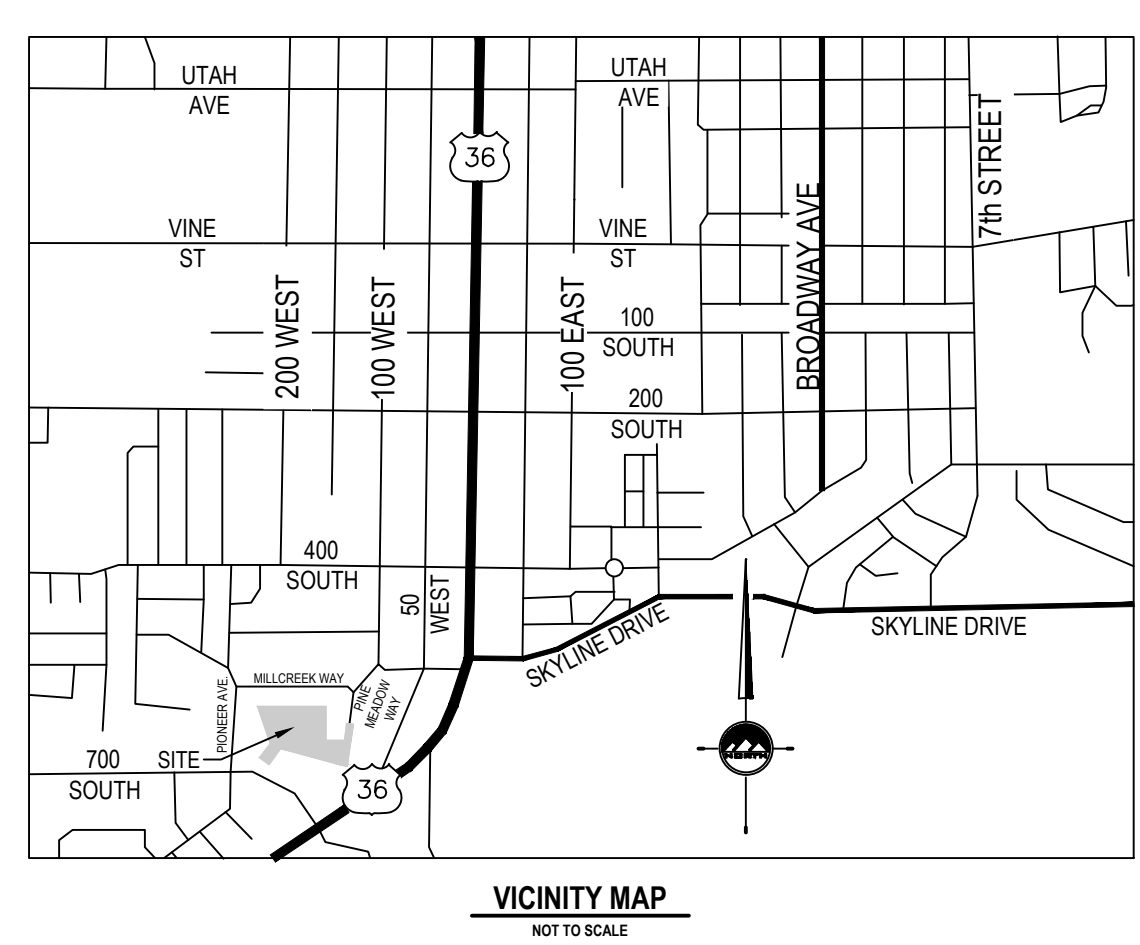 UTAH
AVE
UTAH
AVE
36
7th STREET
VINE
ST
VINE
ST
BROADWAY AVE
200 WEST
100 WEST
100 EAST
100
SOUTH
200
SOUTH
400
SOUTH
50
WEST
SKYLINE DRIVE
SKYLINE DRIVE
MILLCREEK WAY
PINE
MEADOW
WAY
PIONEER AVE.
SITE
700
SOUTH
36
NORTH
VICINITY MAP
NOT TO SCALE